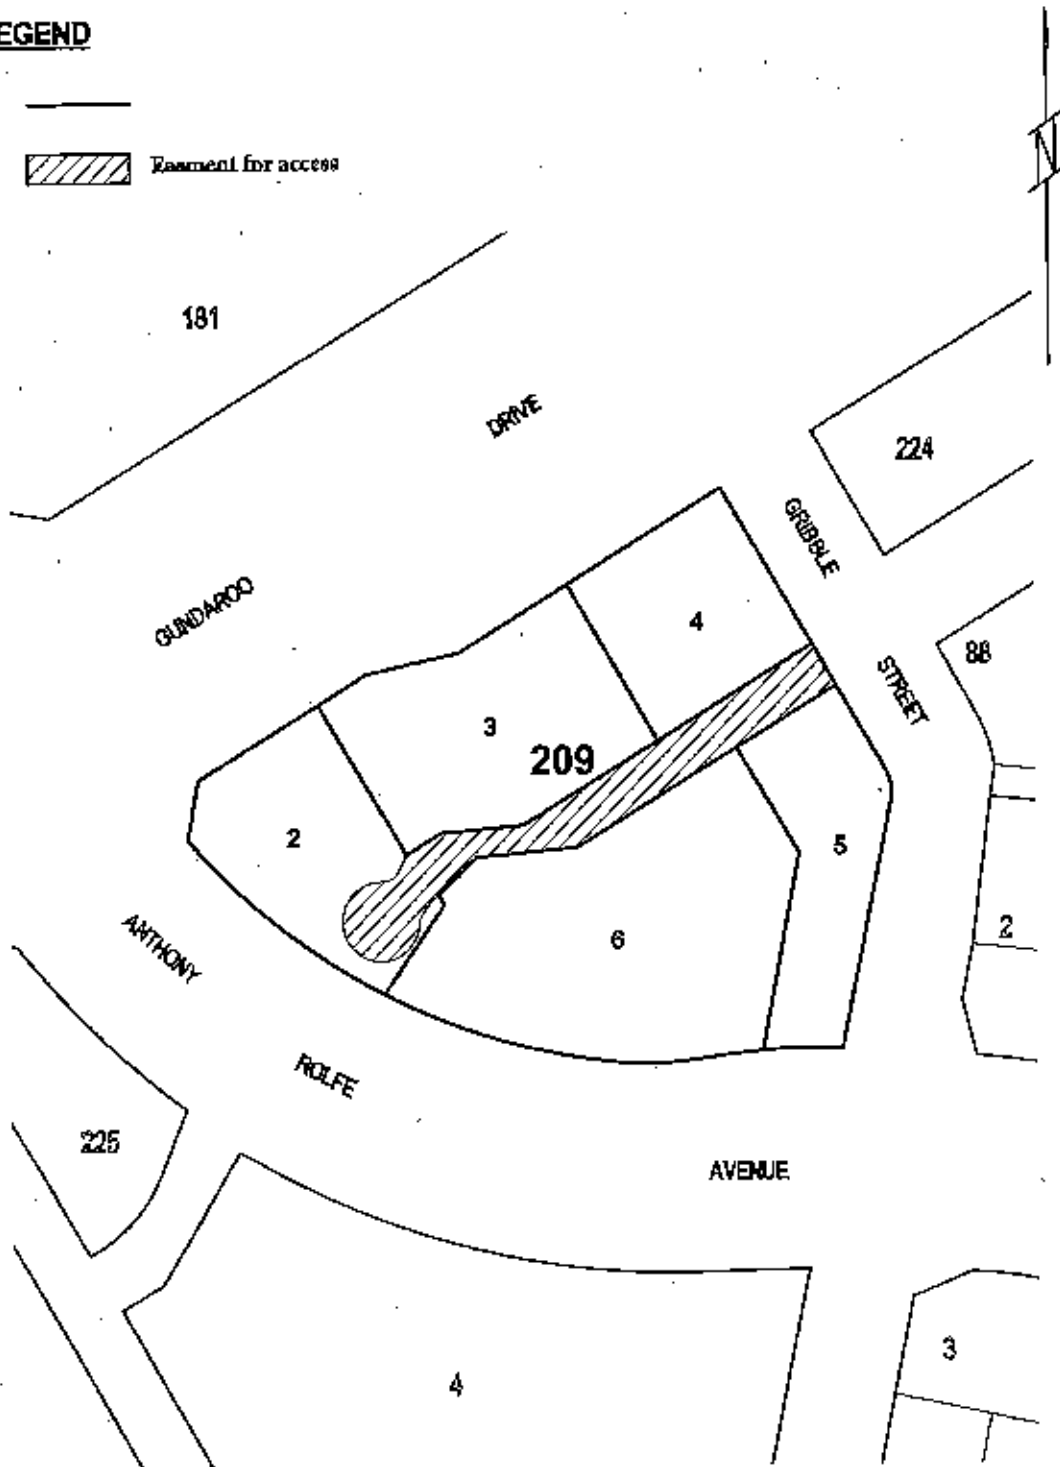 EGEND
Easment for access
N
181
DRIVE
224
GRIBBLE
GUNDAROO
4
88
STREET
3
209
2
5
6
2
ANTHONY
ROLFE
225
AVENUE
3
4